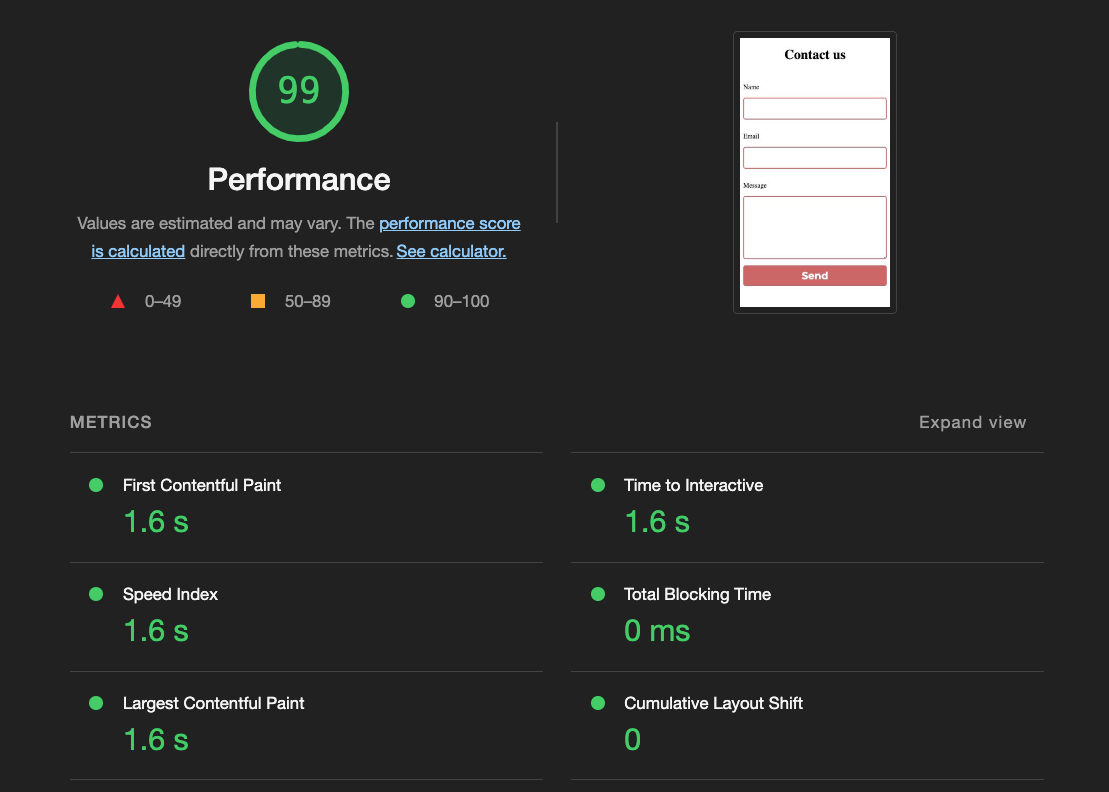 99
Performance
Values are estimated and may vary. The performance score
is calculated directly from these metrics. See calculator.
0–49
50–89
90–100
Contact us
Name
Email
Message
Send
METRICS
Expand view
First Contentful Paint
1.6 s
Time to Interactive
1.6 s
Speed Index
1.6 s
Total Blocking Time
0 ms
Largest Contentful Paint
1.6 s
Cumulative Layout Shift
0